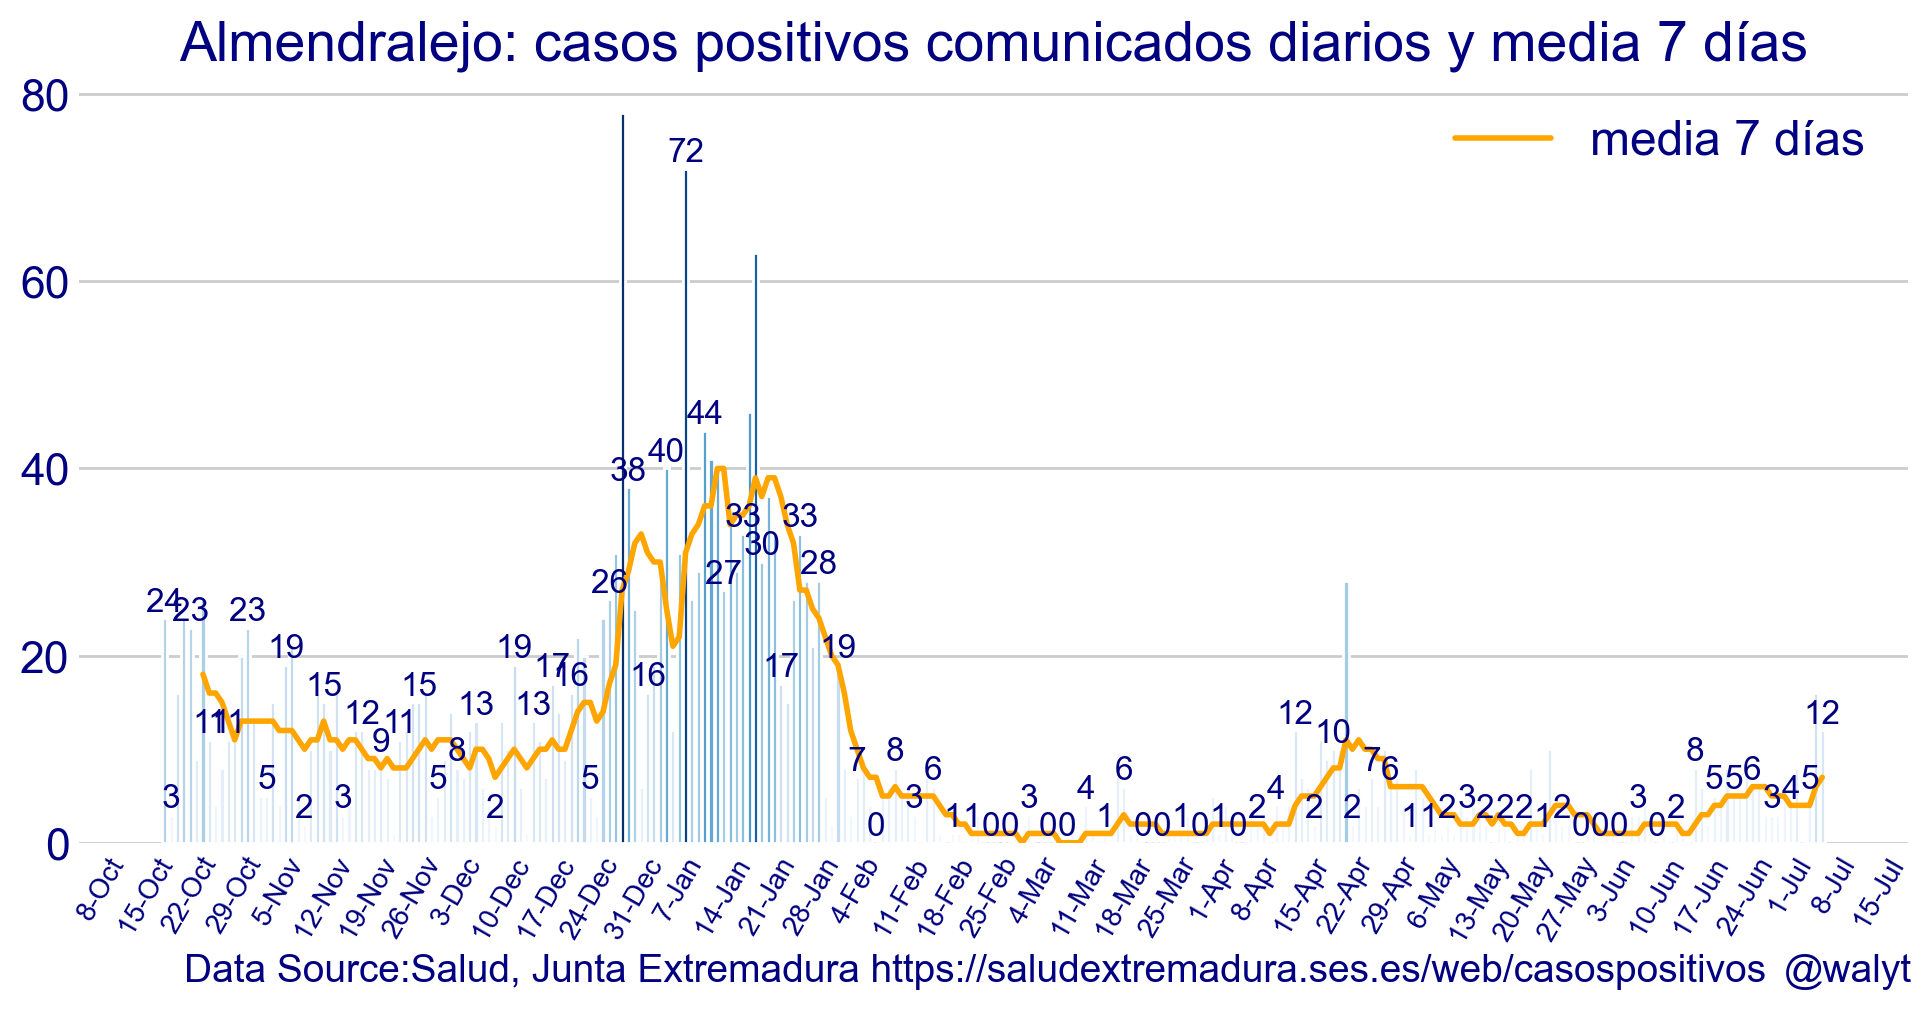 Almendralejo: casos positivos comunicados diarios y media 7 días
80
60
40
20
0
media 7 días
24
3
23
11
11
23
5
19
2
15
3
12
9
11
15
5
8
13
2
19
13
17
16
5
26
38
16
40
72
44
27
33
30
17
33
28
19
7
0
8
3
6
1
1
0
0
3
0
0
4
1
6
0
0
1
0
1
0
2
4
12
2
10
2
7
6
1
1
2
3
2
2
2
1
2
0
0
0
3
0
2
8
5
5
6
3
4
5
12
8-Oct
15-Oct
22-Oct
29-Oct
5-Nov
12-Nov
19-Nov
26-Nov
3-Dec
10-Dec
17-Dec
24-Dec
31-Dec
7-Jan
14-Jan
21-Jan
28-Jan
4-Feb
11-Feb
18-Feb
25-Feb
4-Mar
11-Mar
18-Mar
25-Mar
1-Apr
8-Apr
15-Apr
22-Apr
29-Apr
6-May
13-May
20-May
27-May
3-Jun
10-Jun
17-Jun
24-Jun
1-Jul
8-Jul
15-Jul
Data Source:Salud, Junta Extremadura https://saludextremadura.ses.es/web/casospositivos @walyt